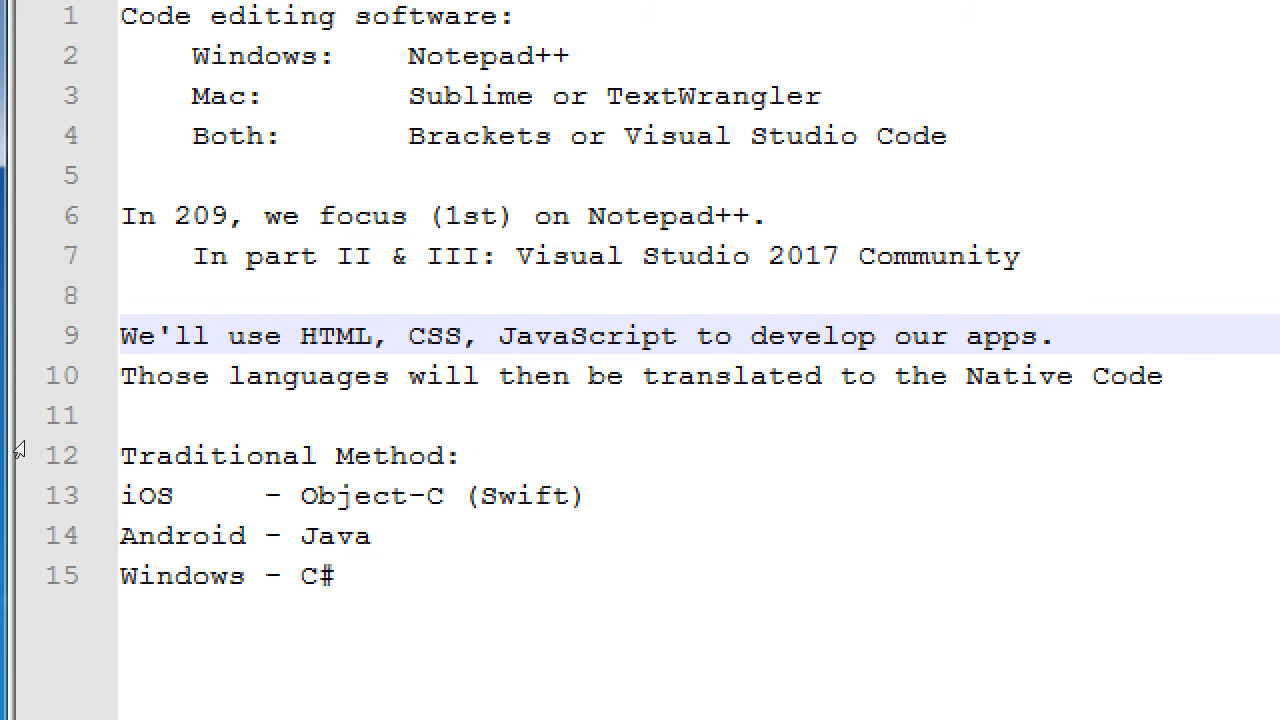 1 Code editing software:
2 Windows: Notepad++
3 Mac: Sublime or TextWrangler
4 Both: Brackets or Visual Studio Code
5
6 In 209, we focus (1st) on Notepad++.
7 In part II & III: Visual Studio 2017 Community
8
9 We'll use HTML, CSS, JavaScript to develop our apps.
10 Those languages will then be translated to the Native Code
11
12 Traditional Method:
13 iOS - Object-C (Swift)
14 Android - Java
15 Windows - C#